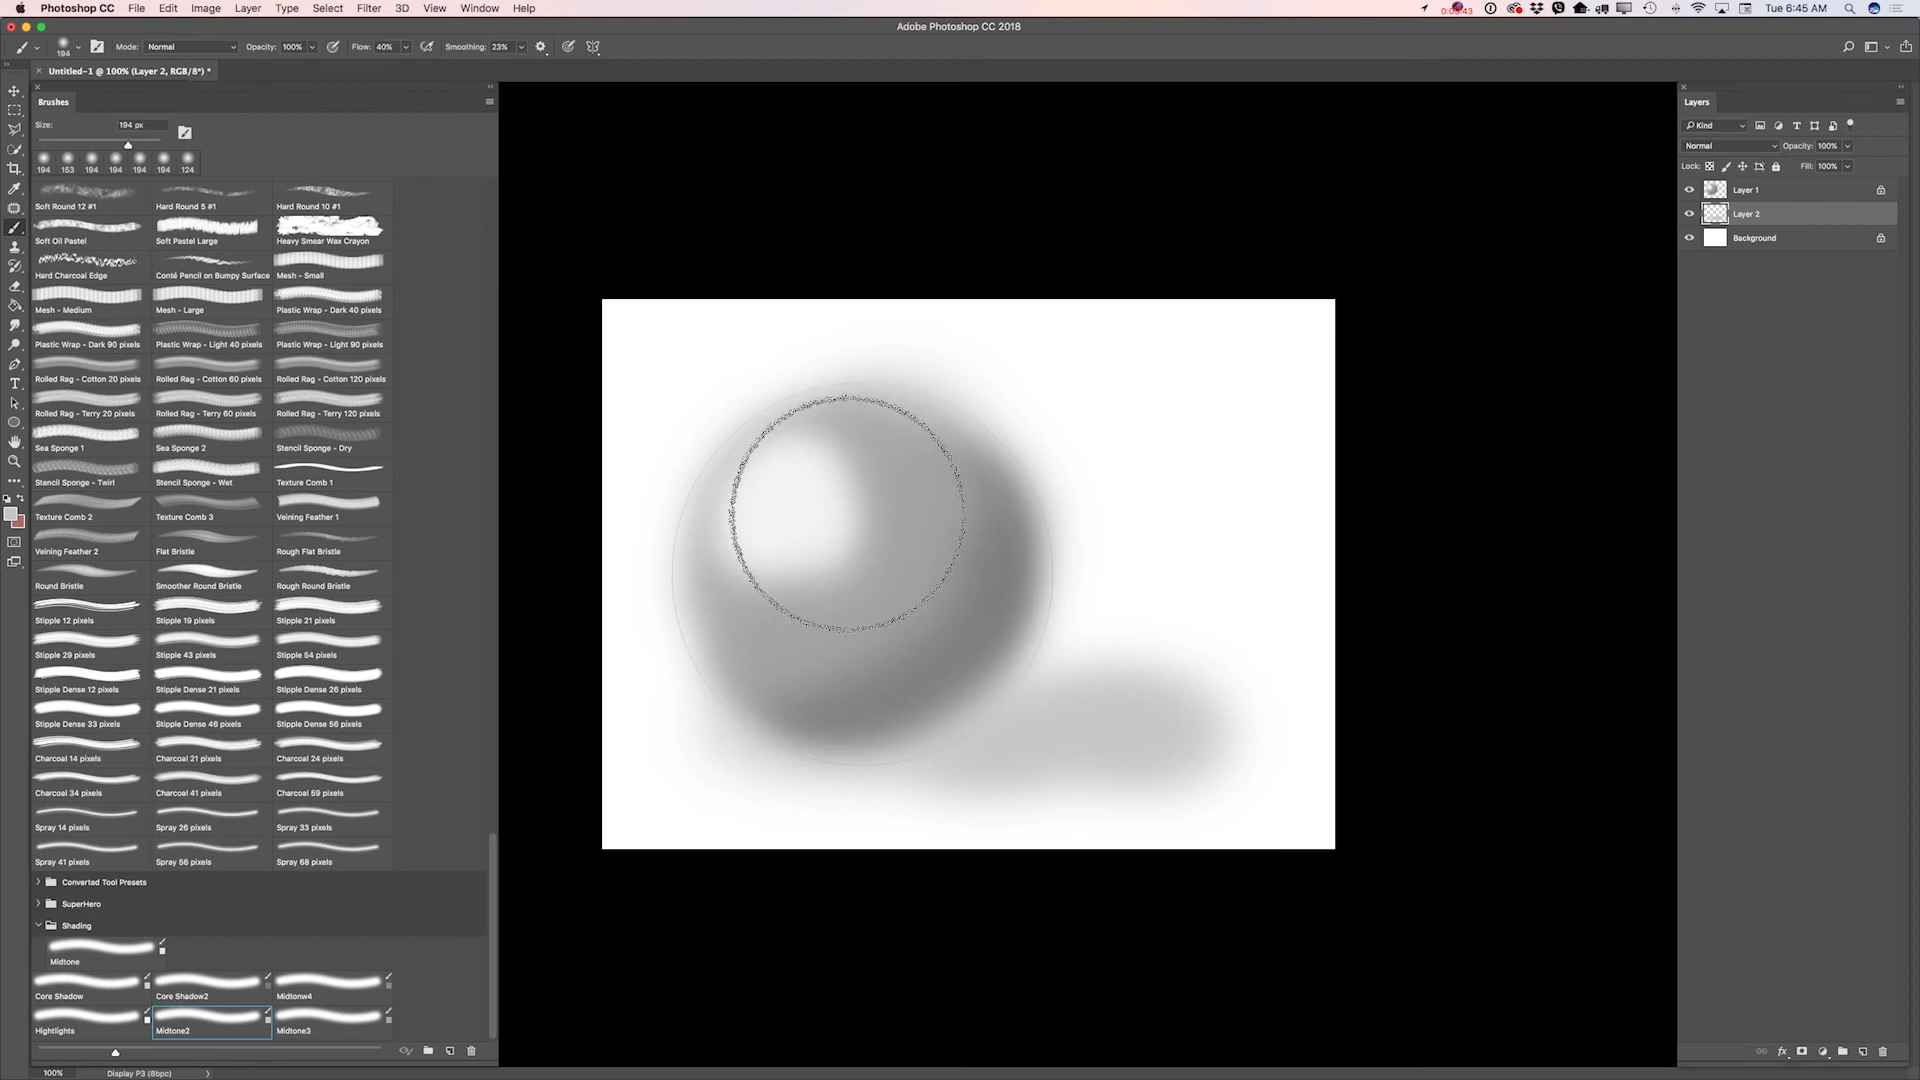 Photoshop CC File Edit Image Layer Type Select Filter 3D View Window Help Tue 6:45 AM
Adobe Photoshop CC 2018
194 Mode: Normal Opacity: 100% Flow: 40% Smoothing: 23%
Untitled-1 @ 100% (Layer 2, RGB/8*) *
Brushes
Size: 194 px
194 153 194 194 194 194 124
Soft Round 12 #1 Hard Round 5 #1 Hard Round 10 #1
Soft Oil Pastel Soft Pastel Large Heavy Smear Wax Crayon
Hard Charcoal Edge Conté Pencil on Bumpy Surface Mesh - Small
Mesh - Medium Mesh - Large Plastic Wrap - Dark 40 pixels
Plastic Wrap - Dark 90 pixels Plastic Wrap - Light 40 pixels Plastic Wrap - Light 90 pixels
Rolled Rag - Cotton 20 pixels Rolled Rag - Cotton 60 pixels Rolled Rag - Cotton 120 pixels
Rolled Rag - Terry 20 pixels Rolled Rag - Terry 60 pixels Rolled Rag - Terry 120 pixels
Sea Sponge 1 Sea Sponge 2 Stencil Sponge - Dry
Stencil Sponge - Twirl Stencil Sponge - Wet Texture Comb 1
Texture Comb 2 Texture Comb 3 Veining Feather 1
Veining Feather 2 Flat Bristle Rough Flat Bristle
Round Bristle Smoother Round Bristle Rough Round Bristle
Stipple 12 pixels Stipple 19 pixels Stipple 21 pixels
Stipple 29 pixels Stipple 43 pixels Stipple 54 pixels
Stipple Dense 12 pixels Stipple Dense 21 pixels Stipple Dense 26 pixels
Stipple Dense 33 pixels Stipple Dense 46 pixels Stipple Dense 56 pixels
Charcoal 14 pixels Charcoal 21 pixels Charcoal 24 pixels
Charcoal 34 pixels Charcoal 41 pixels Charcoal 59 pixels
Spray 14 pixels Spray 26 pixels Spray 33 pixels
Spray 41 pixels Spray 56 pixels Spray 68 pixels
Converted Tool Presets
SuperHero
Shading
Midtone
Core Shadow Core Shadow2 Midtonw4
Hightlights Midtone2 Midtone3
100% Display P3 (8bpc)
Layers
Kind
Normal Opacity: 100%
Lock: Fill: 100%
Layer 1
Layer 2
Background
fx